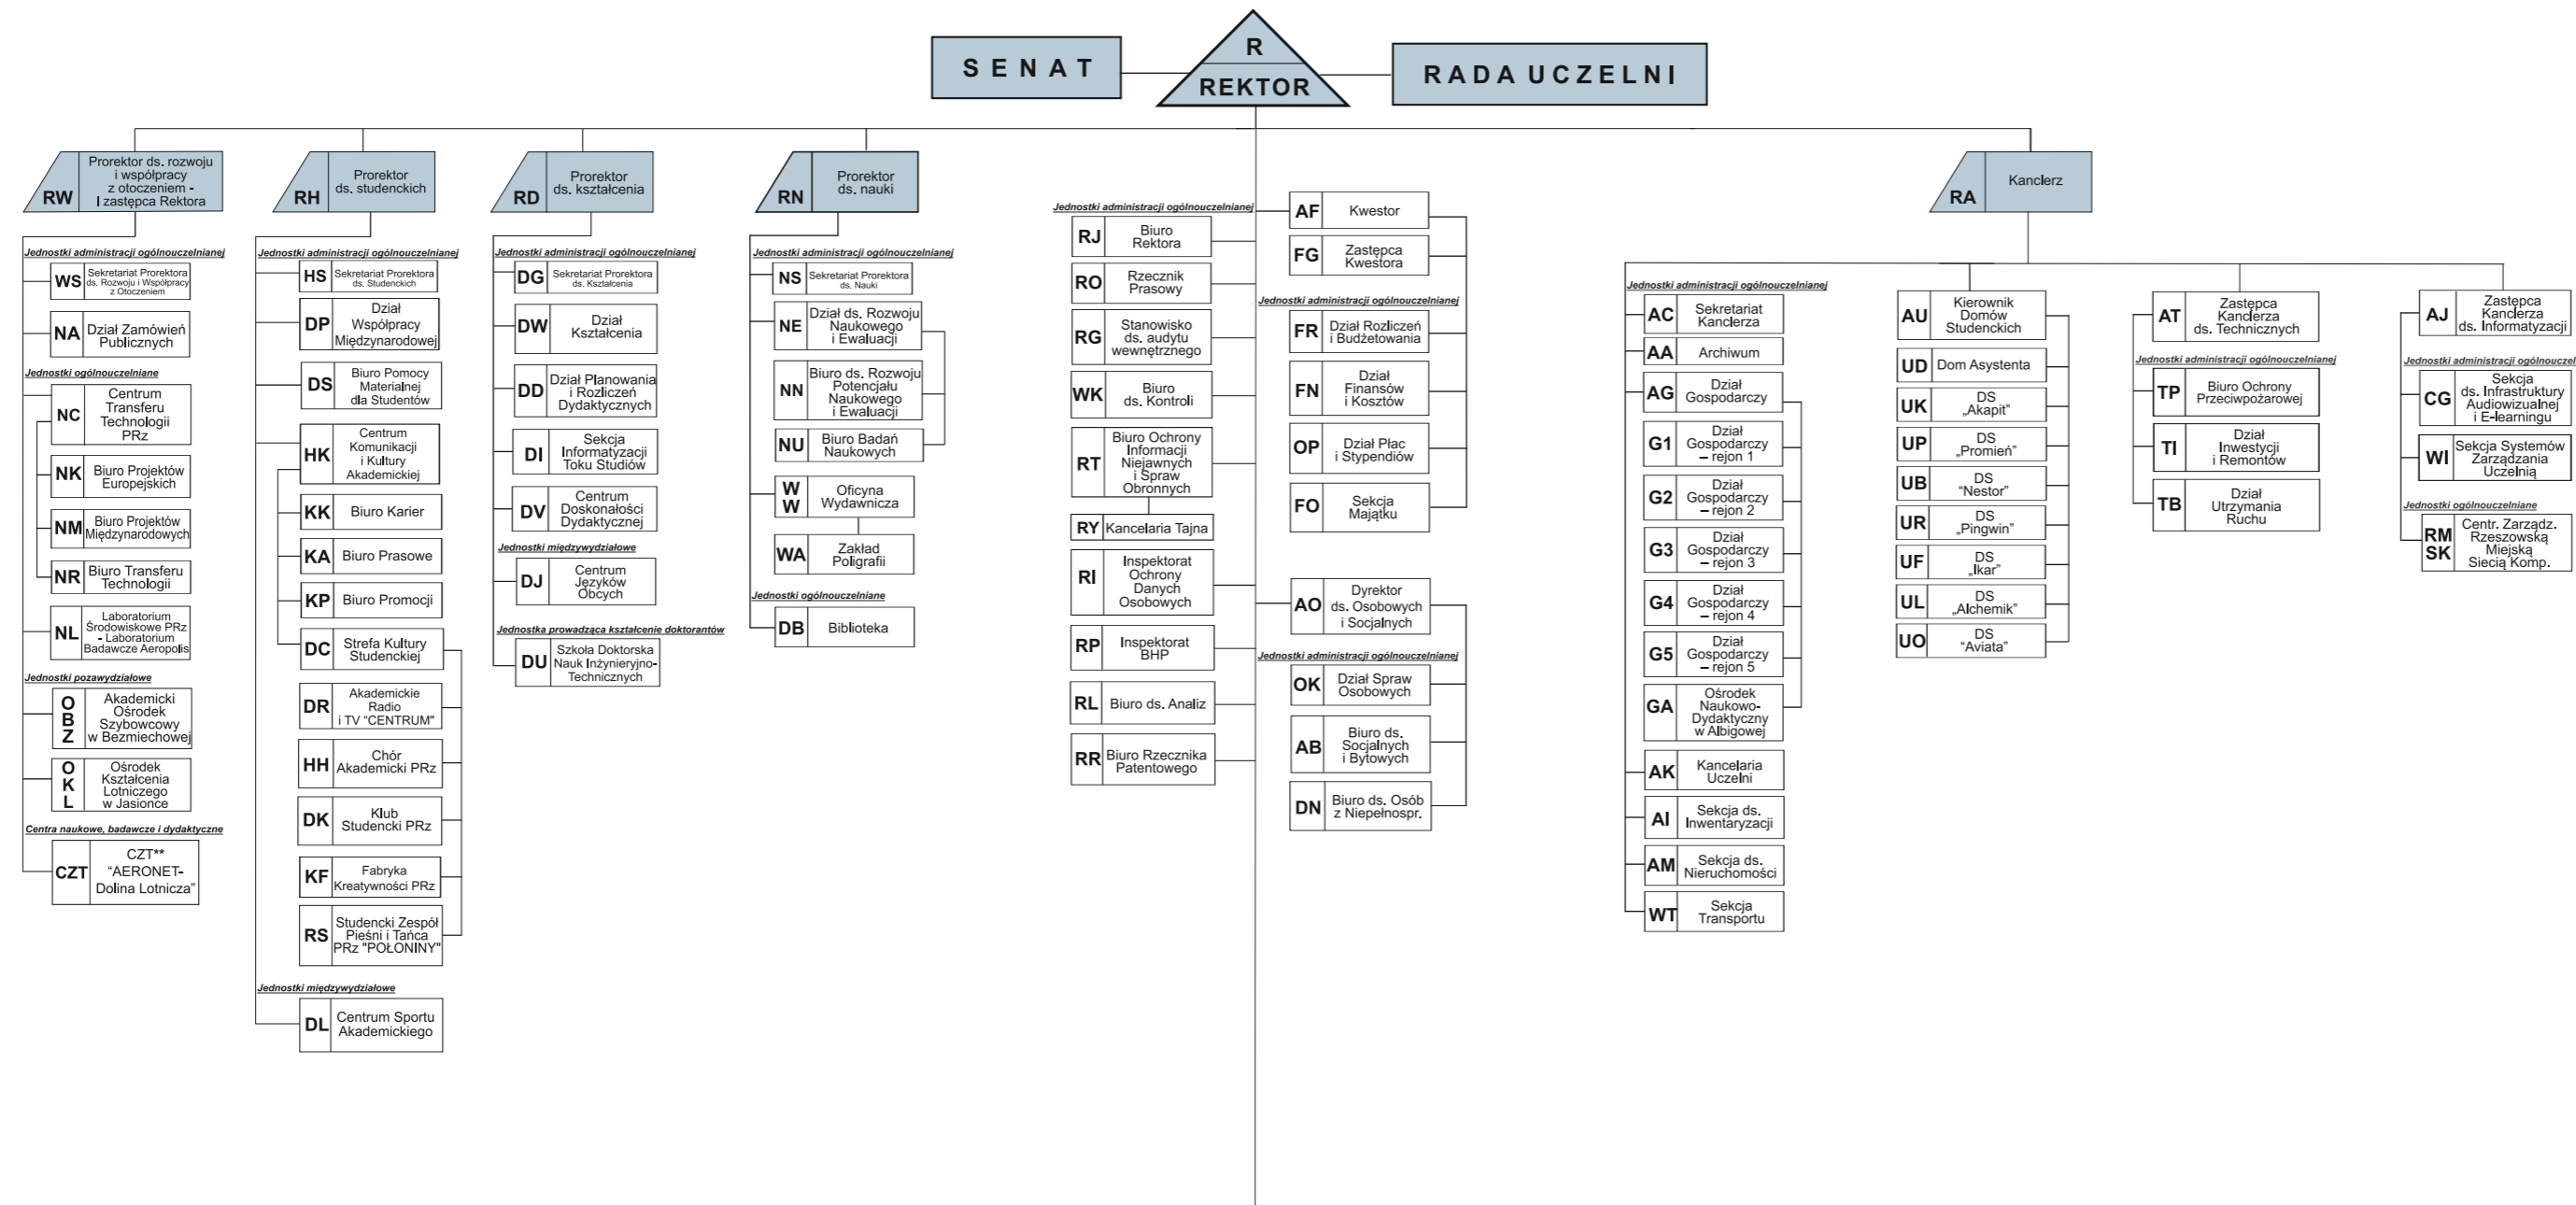 SENAT
R
REKTOR
RADA UCZELNI
RW
Prorektor ds. rozwoju
i współpracy
z otoczeniem -
I zastępca Rektora
Jednostki administracji ogólnouczelnianej
WS
Sekretariat Prorektora
ds. Rozwoju i Współpracy
z Otoczeniem
NA
Dział Zamówień
Publicznych
Jednostki ogólnouczelniane
NC
Centrum
Transferu
Technologii
PRz
NK
Biuro Projektów
Europejskich
NM
Biuro Projektów
Międzynarodowych
NR
Biuro Transferu
Technologii
NL
Laboratorium
Środowiskowe PRz
- Laboratorium
Badawcze Aeropolis
Jednostki pozawydziałowe
O
B
Z
Akademicki
Ośrodek
Szybowcowy
w Bezmiechowej
O
K
L
Ośrodek
Kształcenia
Lotniczego
w Jasionce
Centra naukowe, badawcze i dydaktyczne
CZT
CZT**
“AERONET-
Dolina Lotnicza”
RH
Prorektor
ds. studenckich
Jednostki administracji ogólnouczelnianej
HS
Sekretariat Prorektora
ds. Studenckich
DP
Dział
Współpracy
Międzynarodowej
DS
Biuro Pomocy
Materialnej
dla Studentów
HK
Centrum
Komunikacji
i Kultury
Akademickiej
KK
Biuro Karier
KA
Biuro Prasowe
KP
Biuro Promocji
DC
Strefa Kultury
Studenckiej
DR
Akademickie
Radio
i TV “CENTRUM”
HH
Chór
Akademicki PRz
DK
Klub
Studencki PRz
KF
Fabryka
Kreatywności PRz
RS
Studencki Zespół
Pieśni i Tańca
PRz "POŁONINY"
Jednostki międzywydziałowe
DL
Centrum Sportu
Akademickiego
RD
Prorektor
ds. kształcenia
Jednostki administracji ogólnouczelnianej
DG
Sekretariat Prorektora
ds. Kształcenia
DW
Dział
Kształcenia
DD
Dział Planowania
i Rozliczeń
Dydaktycznych
DI
Sekcja
Informatyzacji
Toku Studiów
DV
Centrum
Doskonałości
Dydaktycznej
Jednostki międzywydziałowe
DJ
Centrum
Języków
Obcych
Jednostka prowadząca kształcenie doktorantów
DU
Szkoła Doktorska
Nauk Inżynieryjno-
Technicznych
RN
Prorektor
ds. nauki
Jednostki administracji ogólnouczelnianej
NS
Sekretariat Prorektora
ds. Nauki
NE
Dział ds. Rozwoju
Naukowego
i Ewaluacji
NN
Biuro ds. Rozwoju
Potencjału
Naukowego
i Ewaluacji
NU
Biuro Badań
Naukowych
W
W
Oficyna
Wydawnicza
WA
Zakład
Poligrafii
Jednostki ogólnouczelniane
DB
Biblioteka
Jednostki administracji ogólnouczelnianej
RJ
Biuro
Rektora
RO
Rzecznik
Prasowy
RG
Stanowisko
ds. audytu
wewnętrznego
WK
Biuro
ds. Kontroli
RT
Biuro Ochrony
Informacji
Niejawnych
i Spraw
Obronnych
RY
Kancelaria Tajna
RI
Inspektorat
Ochrony
Danych
Osobowych
RP
Inspektorat
BHP
RL
Biuro ds. Analiz
RR
Biuro Rzecznika
Patentowego
AF
Kwestor
FG
Zastępca
Kwestora
Jednostki administracji ogólnouczelnianej
FR
Dział Rozliczeń
i Budżetowania
FN
Dział
Finansów
i Kosztów
OP
Dział Płac
i Stypendiów
FO
Sekcja
Majątku
AO
Dyrektor
ds. Osobowych
i Socjalnych
Jednostki administracji ogólnouczelnianej
OK
Dział Spraw
Osobowych
AB
Biuro ds.
Socjalnych
i Bytowych
DN
Biuro ds. Osób
z Niepełnospr.
RA
Kanclerz
Jednostki administracji ogólnouczelnianej
AC
Sekretariat
Kanclerza
AA
Archiwum
AG
Dział
Gospodarczy
G1
Dział
Gospodarczy
– rejon 1
G2
Dział
Gospodarczy
– rejon 2
G3
Dział
Gospodarczy
– rejon 3
G4
Dział
Gospodarczy
– rejon 4
G5
Dział
Gospodarczy
– rejon 5
GA
Ośrodek
Naukowo-
Dydaktyczny
w Albigowej
AK
Kancelaria
Uczelni
AI
Sekcja ds.
Inwentaryzacji
AM
Sekcja ds.
Nieruchomości
WT
Sekcja
Transportu
AU
Kierownik
Domów
Studenckich
UD
Dom Asystenta
UK
DS
„Akapit”
UP
DS
„Promień”
UB
DS
“Nestor”
UR
DS
„Pingwin”
UF
DS
„Ikar”
UL
DS
„Alchemik”
UO
DS
“Aviata”
AT
Zastępca
Kanclerza
ds. Technicznych
Jednostki administracji ogólnouczelnianej
TP
Biuro Ochrony
Przeciwpożarowej
TI
Dział
Inwestycji
i Remontów
TB
Dział
Utrzymania
Ruchu
AJ
Zastępca
Kanclerza
ds. Informatyzacji
Jednostki administracji ogólnouczel
CG
Sekcja
ds. Infrastruktury
Audiowizualnej
i E-learningu
WI
Sekcja Systemów
Zarządzania
Uczelnią
Jednostki ogólnouczelniane
RM
SK
Centr. Zarządz.
Rzeszowską
Miejską
Siecią Komp.